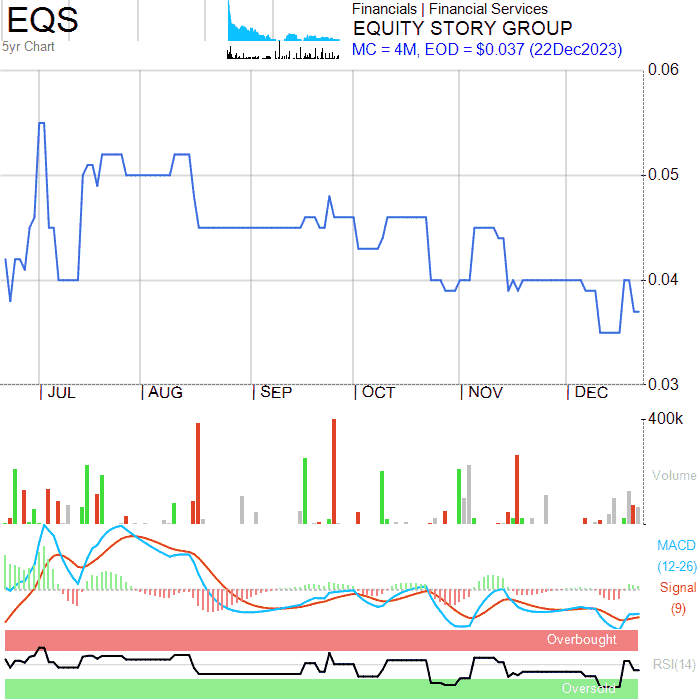 EQS
5yr Chart
Financials | Financial Services
EQUITY STORY GROUP
MC = 4M, EOD = $0.037 (22Dec2023)
0.06
0.05
0.04
0.03
JUL AUG SEP OCT NOV DEC
400k
Volume
MACD
(12-26)
Signal
(9)
Overbought
RSI(14)
Oversold